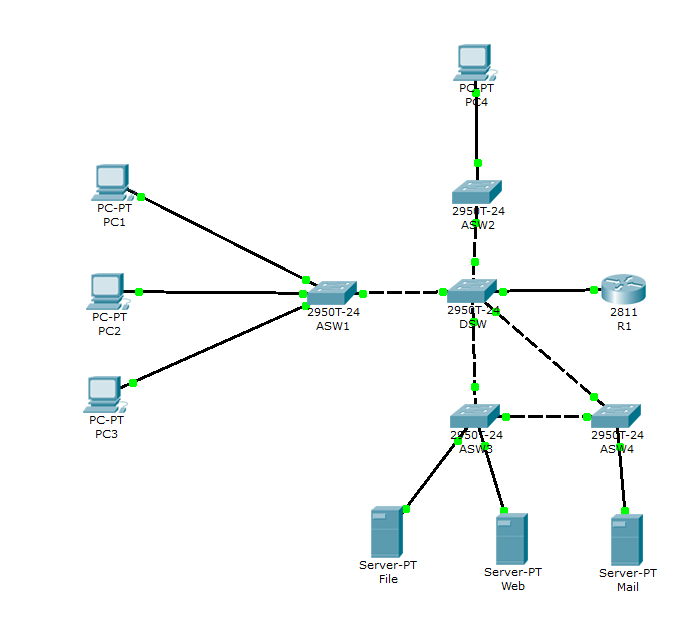 PC-PT
PC4
PC-PT
PC1
2950T-24
ASW2
PC-PT
PC2
2950T-24
ASW1
2950T-24
DSW
2811
R1
PC-PT
PC3
2950T-24
ASW3
2950T-24
ASW4
Server-PT
File
Server-PT
Web
Server-PT
Mail